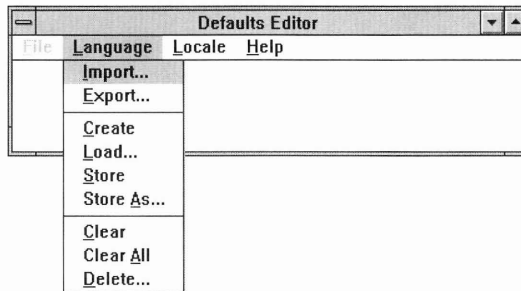 Defaults Editor
File Language Locale Help
Import...
Export...
Create
Load...
Store
Store As...
Clear
Clear All
Delete...